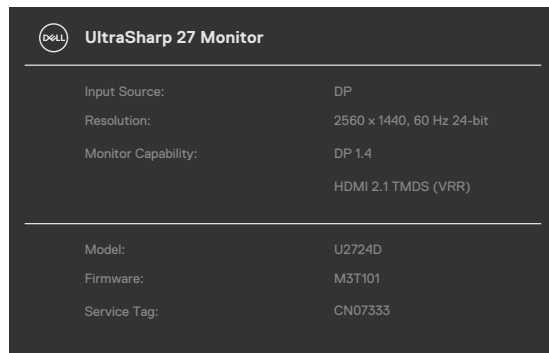 DELL UltraSharp 27 Monitor
Input Source: DP
Resolution: 2560 x 1440, 60 Hz 24-bit
Monitor Capability: DP 1.4
HDMI 2.1 TMDS (VRR)
Model: U2724D
Firmware: M3T101
Service Tag: CN07333